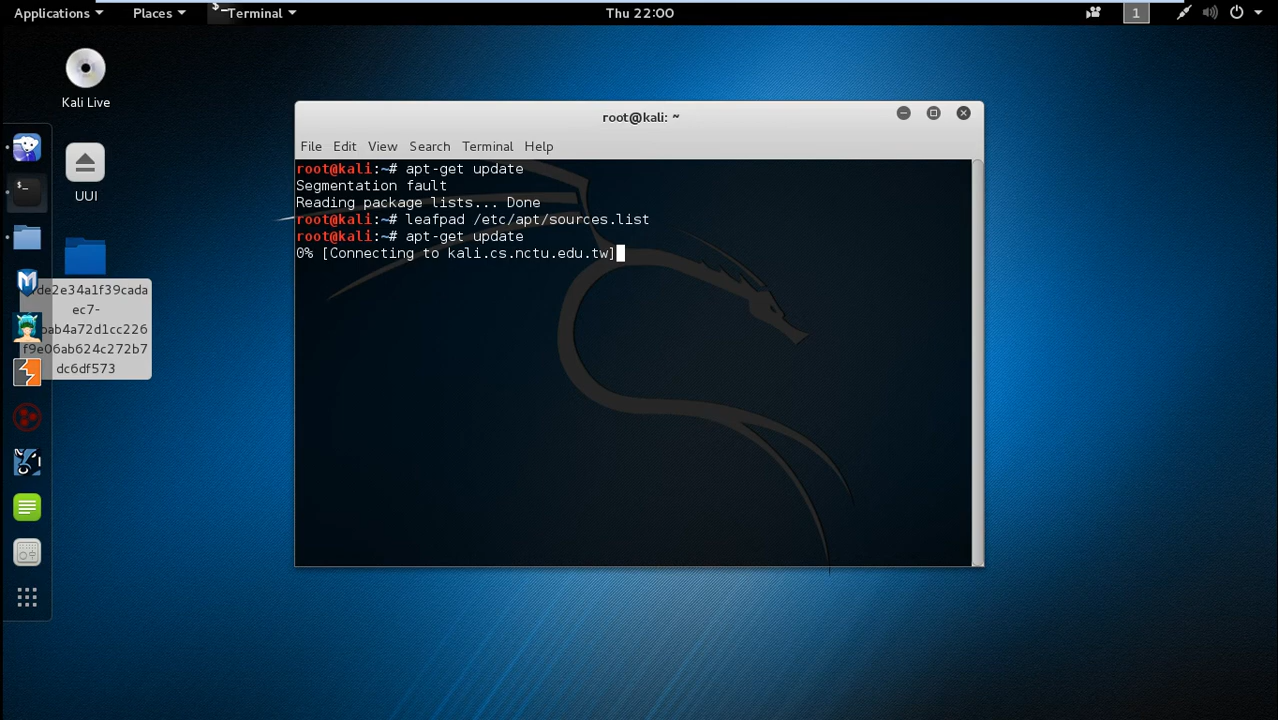 Applications
Places
Terminal
Thu 22:00
1
Kali Live
UUI
de2e34a1f39cada
ec7-
ab4a72d1cc226
f9e06ab624c272b7
dc6df573
root@kali: ~
File Edit View Search Terminal Help
root@kali:~# apt-get update
Segmentation fault
Reading package lists... Done
root@kali:~# leafpad /etc/apt/sources.list
root@kali:~# apt-get update
0% [Connecting to kali.cs.nctu.edu.tw]